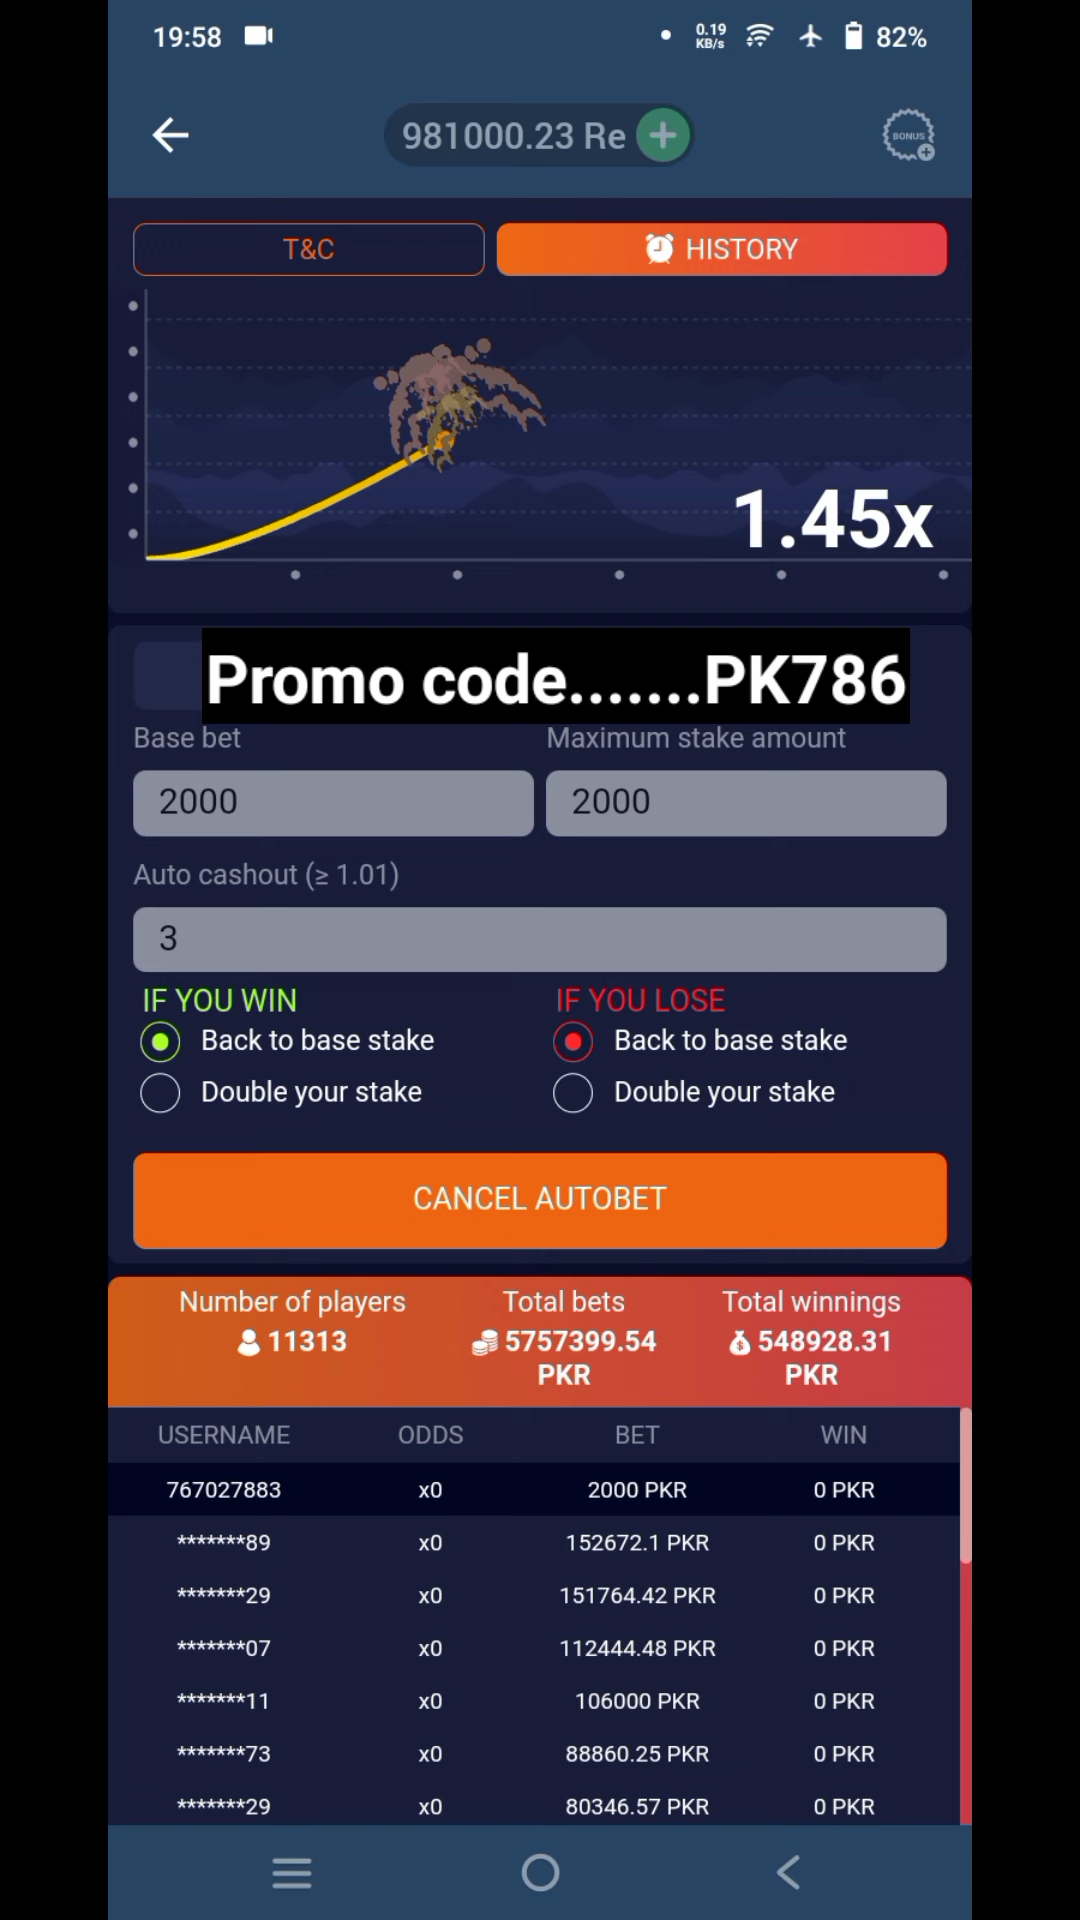 19:58 0.19 KB/s 82%
981000.23 Re
BONUS
T&C HISTORY
1.45x
Promo code.......PK786
Base bet Maximum stake amount
2000 2000
Auto cashout (≥ 1.01)
3
IF YOU WIN IF YOU LOSE
Back to base stake Back to base stake
Double your stake Double your stake
CANCEL AUTOBET
Number of players Total bets Total winnings
11313 5757399.54 548928.31
PKR PKR
USERNAME ODDS BET WIN
767027883 x0 2000 PKR 0 PKR
*******89 x0 152672.1 PKR 0 PKR
*******29 x0 151764.42 PKR 0 PKR
*******07 x0 112444.48 PKR 0 PKR
*******11 x0 106000 PKR 0 PKR
*******73 x0 88860.25 PKR 0 PKR
*******29 x0 80346.57 PKR 0 PKR